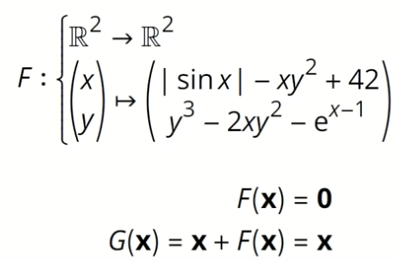 F : { ℝ² → ℝ²
(x y) ↦ (| sin x| − xy² + 42
y³ − 2xy² − e^{x−1})
F(𝐱) = 𝟎
G(𝐱) = 𝐱 + F(𝐱) = 𝐱